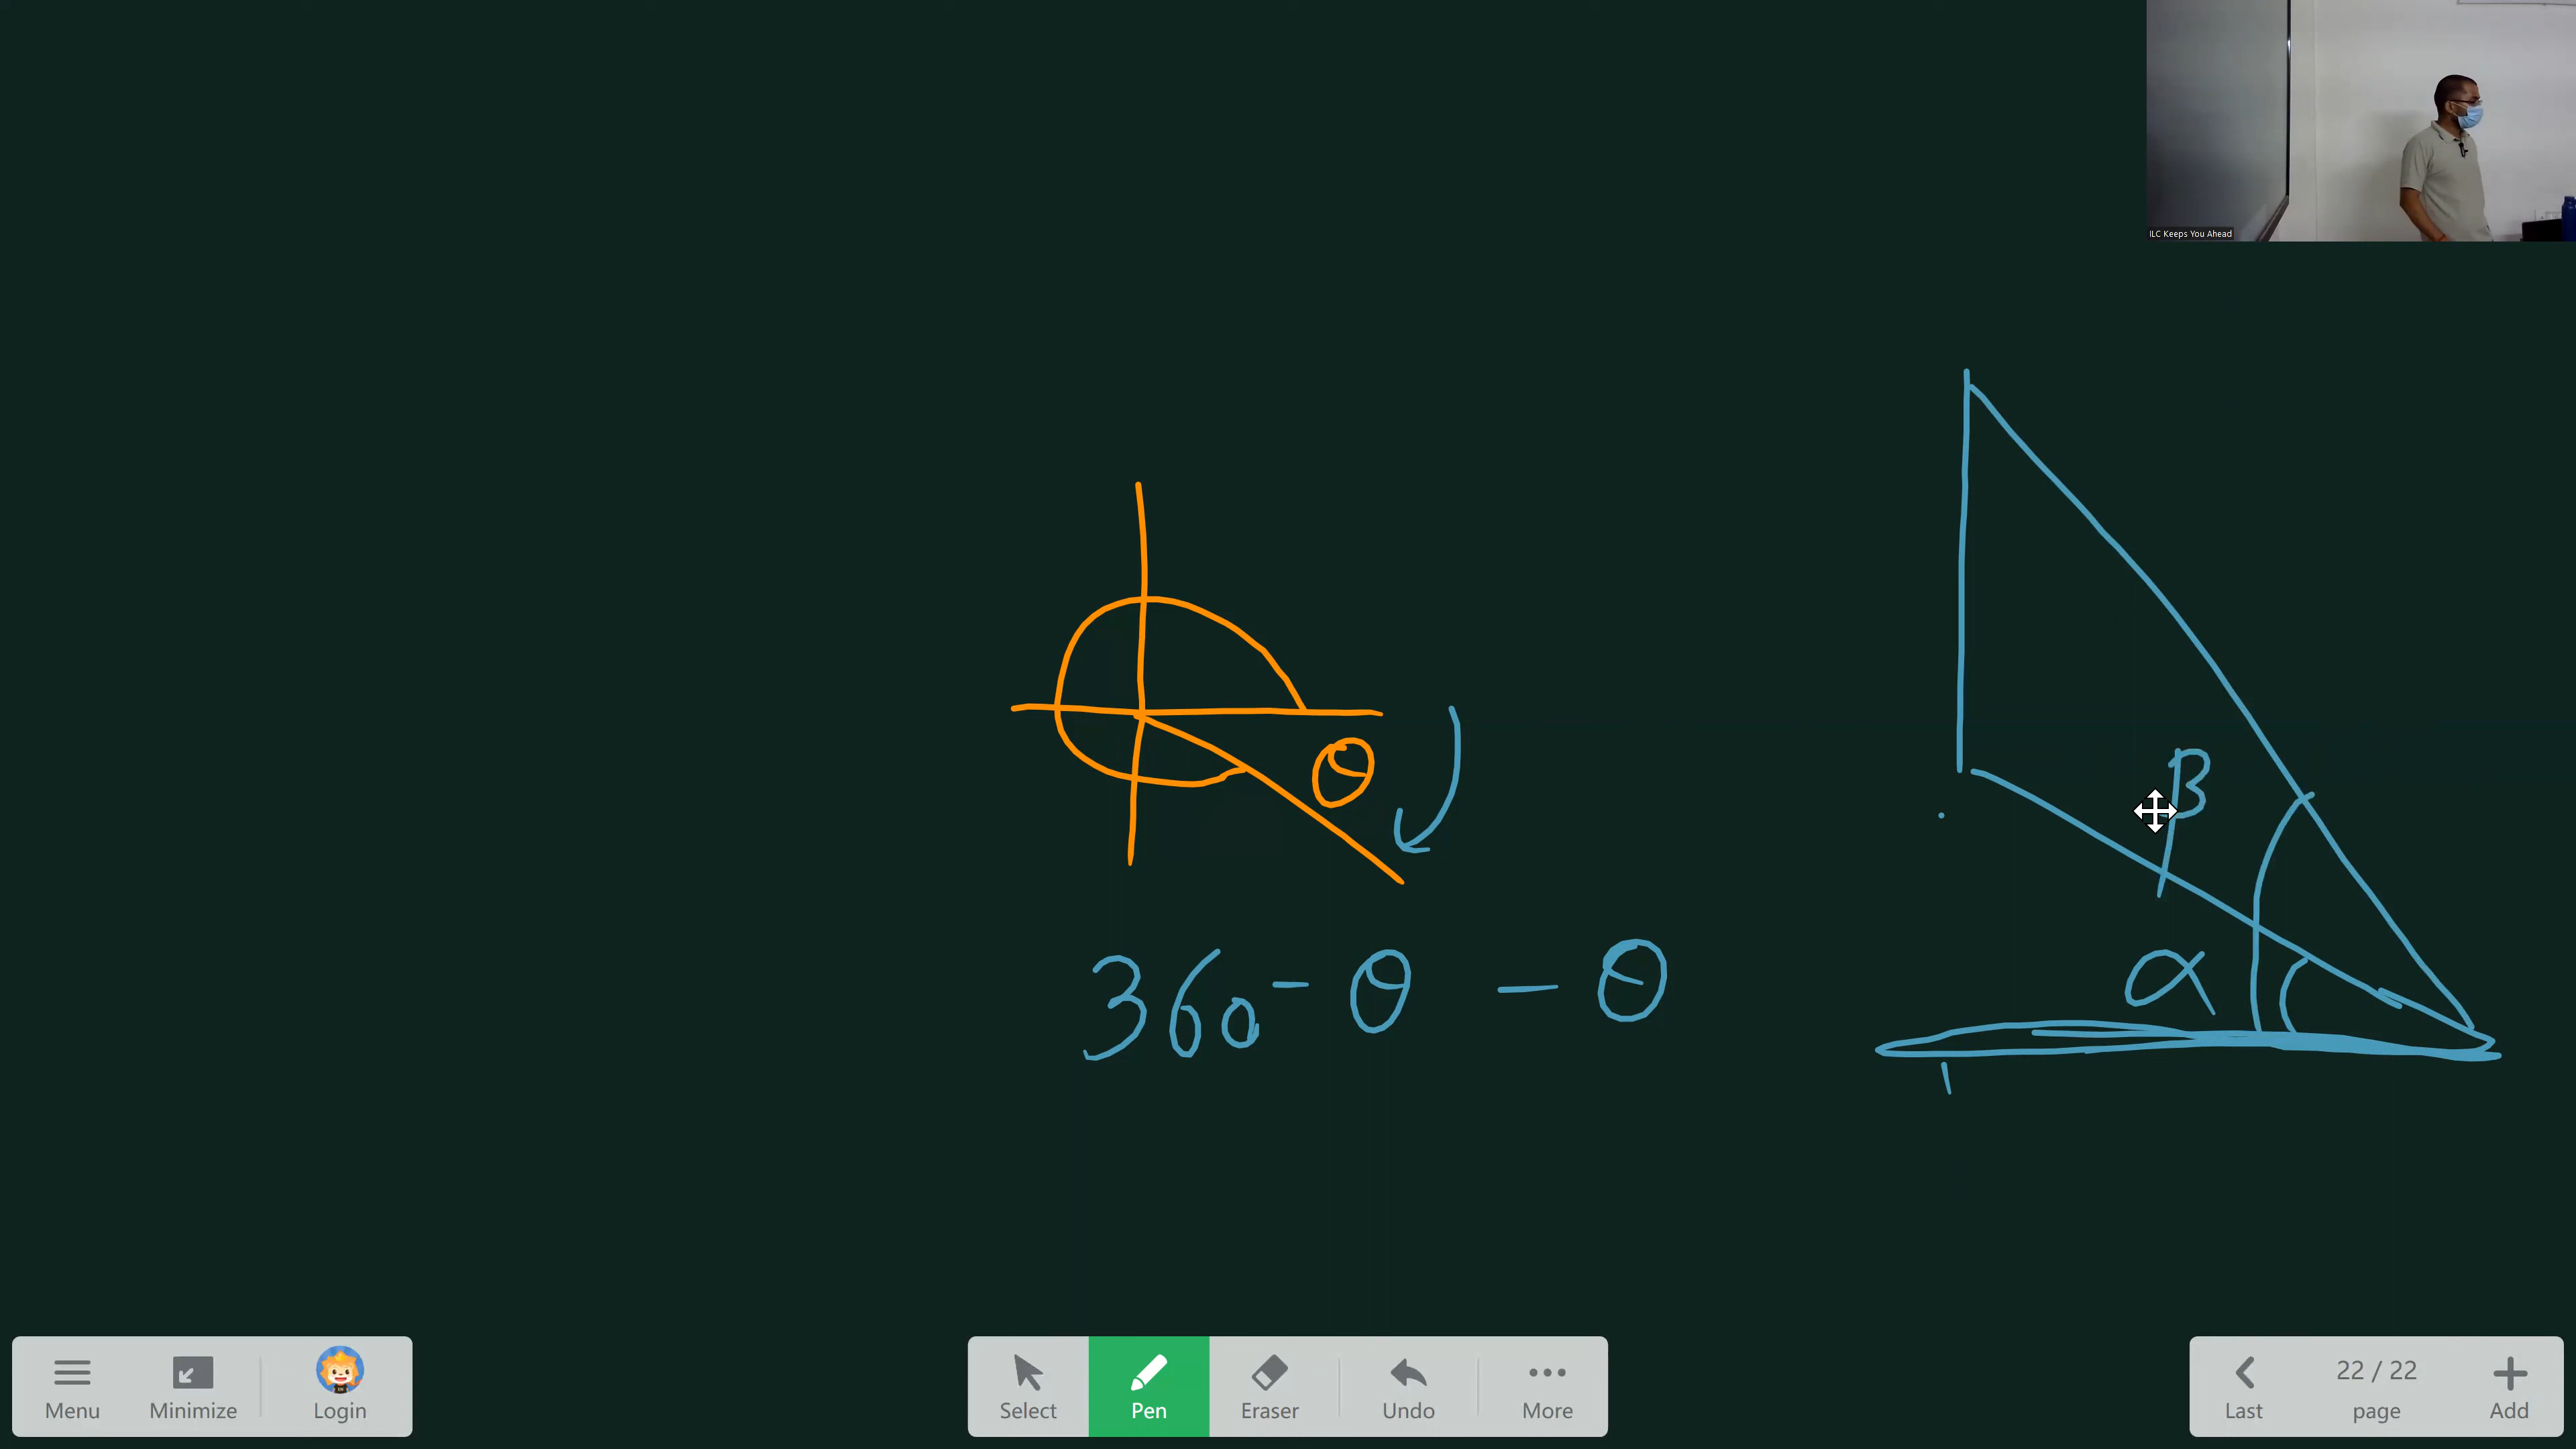 ILC Keeps You Ahead
θ
β
α
360 - θ - θ
Menu Minimize Login
Select Pen Eraser Undo More
Last 22 / 22 page Add